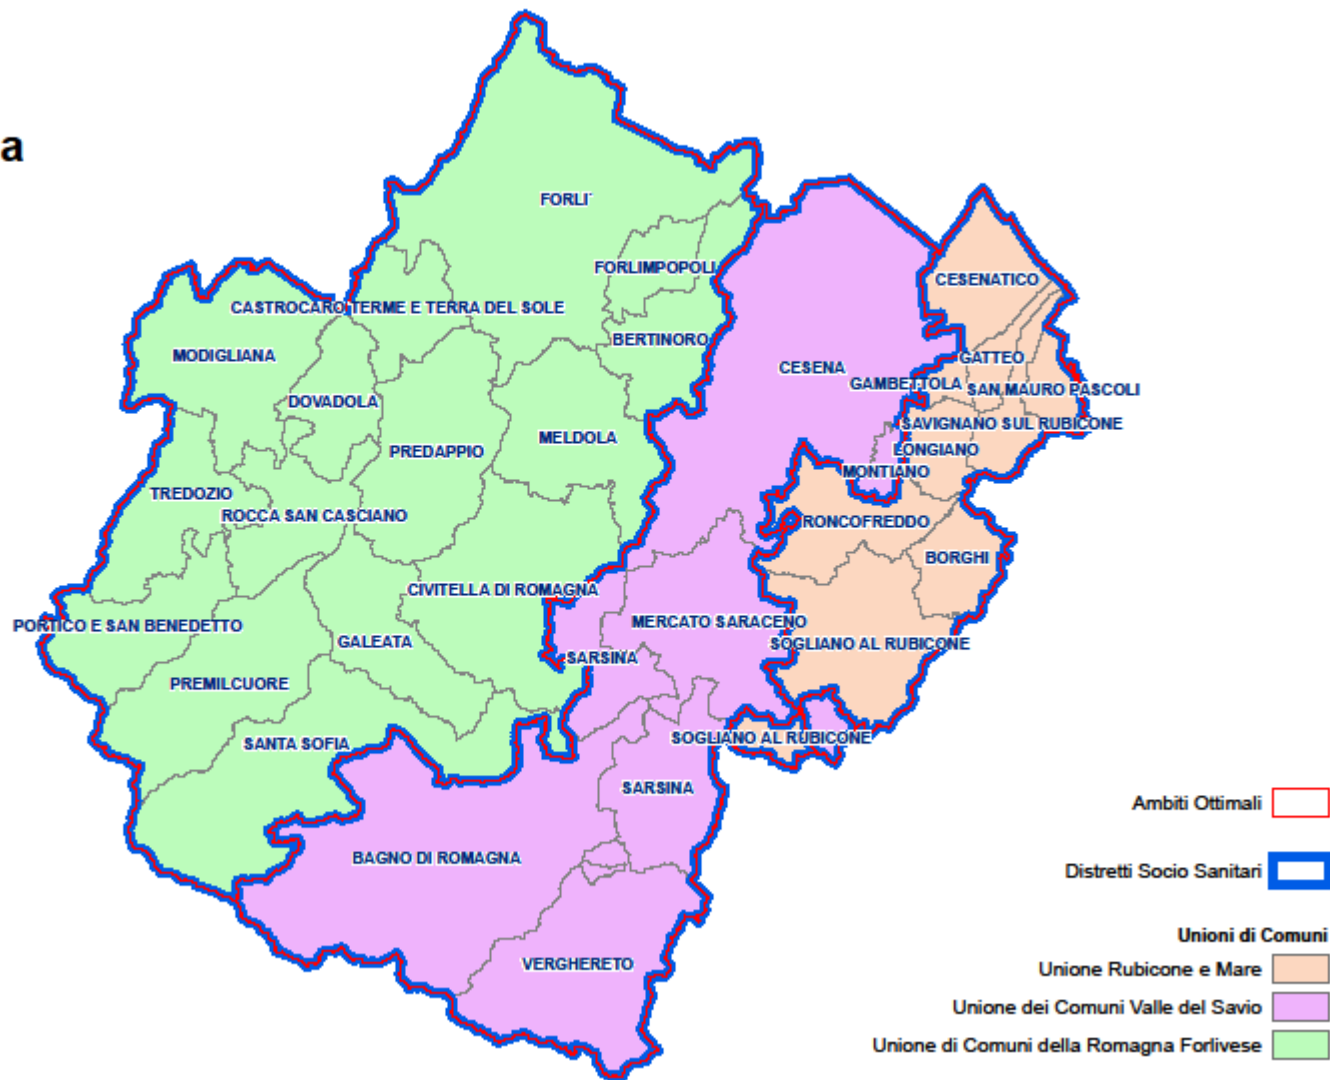 a
FORLI'
FORLIMPOPOLI
CESENATICO
CASTROCARO TERME E TERRA DEL SOLE
BERTINORO
MODIGLIANA
GATTEO
CESENA
GAMBETTOLA
SAN MAURO PASCOLI
DOVADOLA
SAVIGNANO SUL RUBICONE
MELDOLA
PREDAPPIO
LONGIANO
MONTIANO
TREDOZIO
ROCCA SAN CASCIANO
RONCOFREDDO
BORGHI
CIVITELLA DI ROMAGNA
MERCATO SARACENO
PORTICO E SAN BENEDETTO
GALEATA
SOGLIANO AL RUBICONE
SARSINA
PREMILCUORE
SOGLIANO AL RUBICONE
SANTA SOFIA
SARSINA
BAGNO DI ROMAGNA
VERGHERETO
Ambiti Ottimali
Distretti Socio Sanitari
Unioni di Comuni
Unione Rubicone e Mare
Unione dei Comuni Valle del Savio
Unione di Comuni della Romagna Forlivese